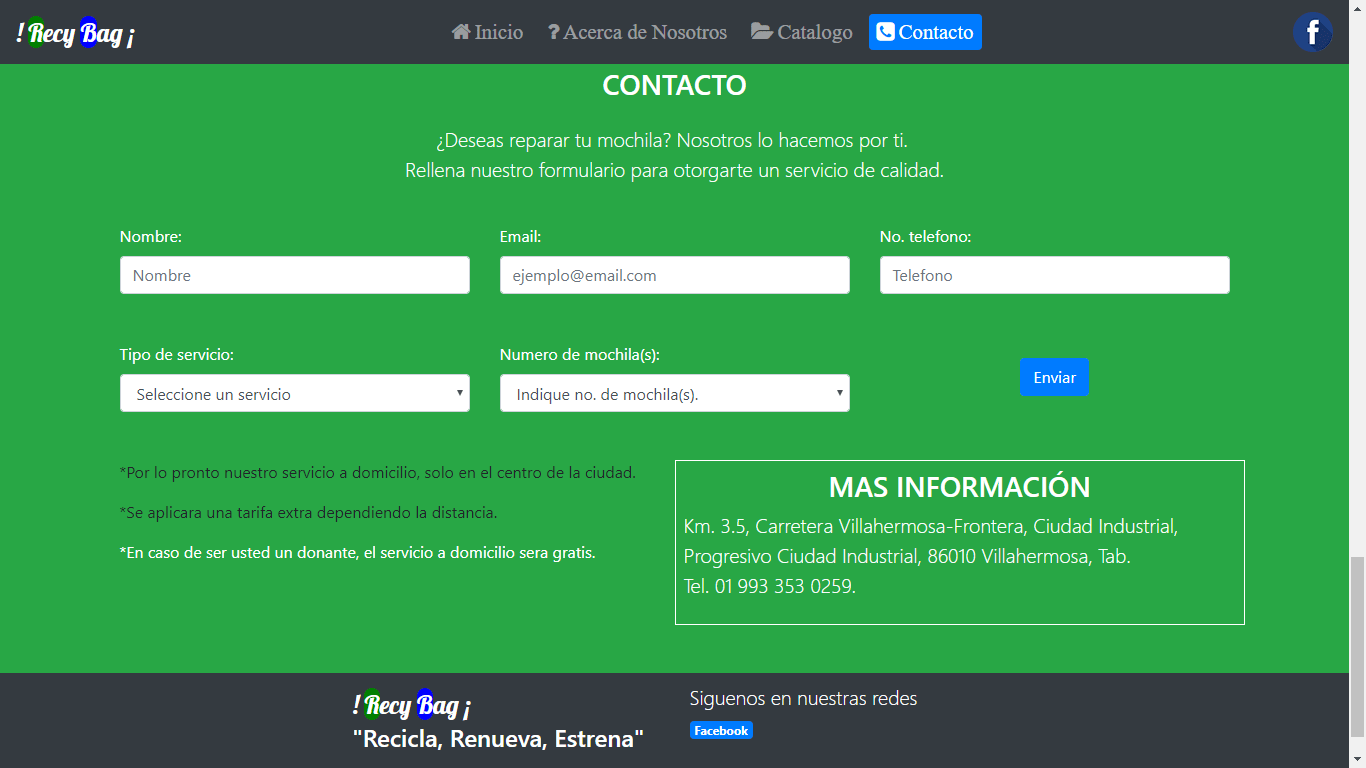 ! Recy Bag ¡
Inicio
? Acerca de Nosotros
Catalogo
Contacto
f
CONTACTO
¿Deseas reparar tu mochila? Nosotros lo hacemos por ti.
Rellena nuestro formulario para otorgarte un servicio de calidad.
Nombre:
Email:
No. telefono:
Nombre
ejemplo@email.com
Telefono
Tipo de servicio:
Numero de mochila(s):
Seleccione un servicio
Indique no. de mochila(s).
Enviar
*Por lo pronto nuestro servicio a domicilio, solo en el centro de la ciudad.
*Se aplicara una tarifa extra dependiendo la distancia.
*En caso de ser usted un donante, el servicio a domicilio sera gratis.
MAS INFORMACIÓN
Km. 3.5, Carretera Villahermosa-Frontera, Ciudad Industrial,
Progresivo Ciudad Industrial, 86010 Villahermosa, Tab.
Tel. 01 993 353 0259.
! Recy Bag ¡
"Recicla, Renueva, Estrena"
Siguenos en nuestras redes
Facebook